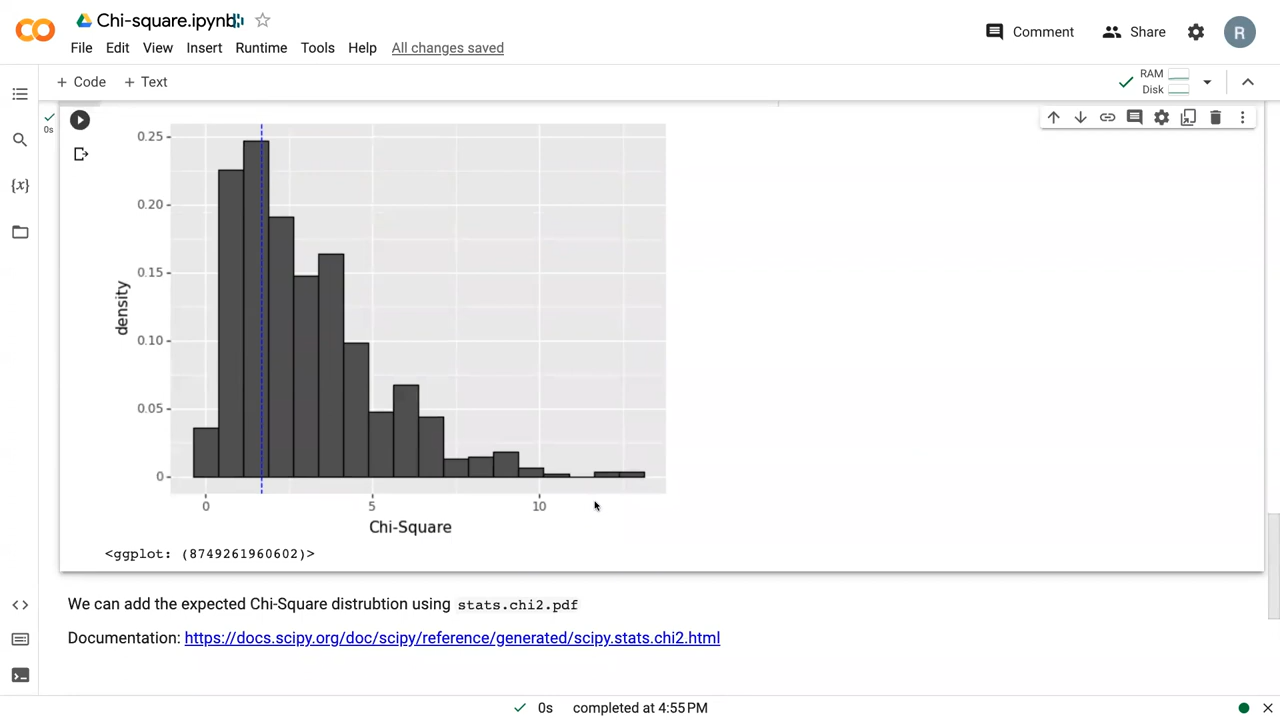 Chi-square.ipynb
File Edit View Insert Runtime Tools Help All changes saved
Comment
Share
R
+ Code + Text
RAM
Disk
0s
{x}
0.25
0.20
0.15
0.10
0.05
0
density
0 5 10
Chi-Square
<ggplot: (8749261960602)>
We can add the expected Chi-Square distrubtion using stats.chi2.pdf
Documentation: https://docs.scipy.org/doc/scipy/reference/generated/scipy.stats.chi2.html
0s completed at 4:55 PM